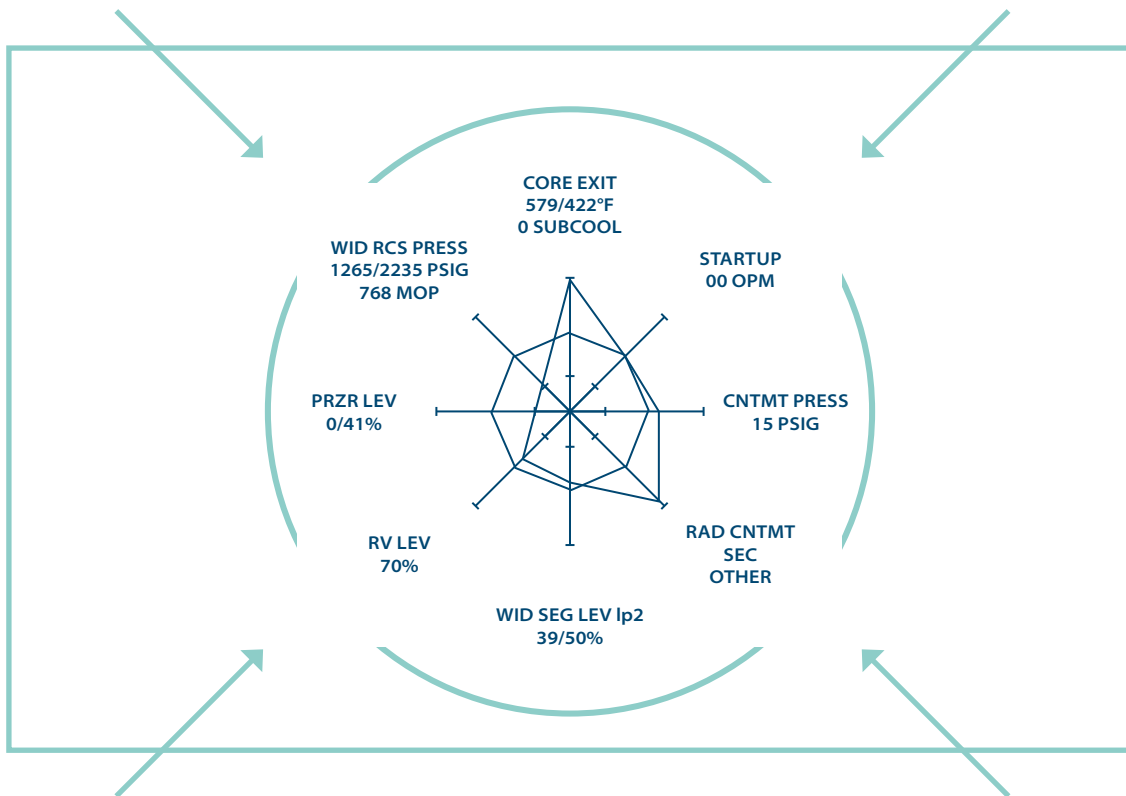 CORE EXIT
579/422°F
0 SUBCOOL
WID RCS PRESS
1265/2235 PSIG
768 MOP
STARTUP
00 OPM
PRZR LEV
0/41%
CNTMT PRESS
15 PSIG
RV LEV
70%
RAD CNTMT
SEC
OTHER
WID SEG LEV lp2
39/50%